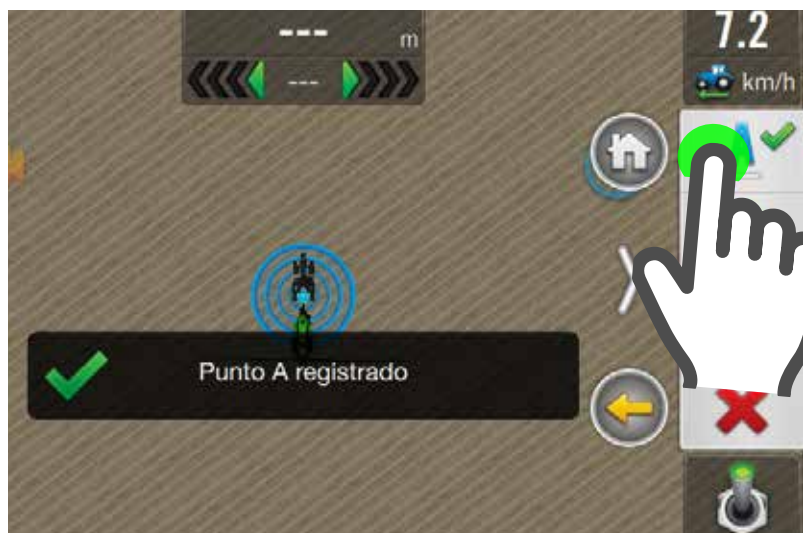 ---
m
---
7.2
km/h
A
Punto A registrado